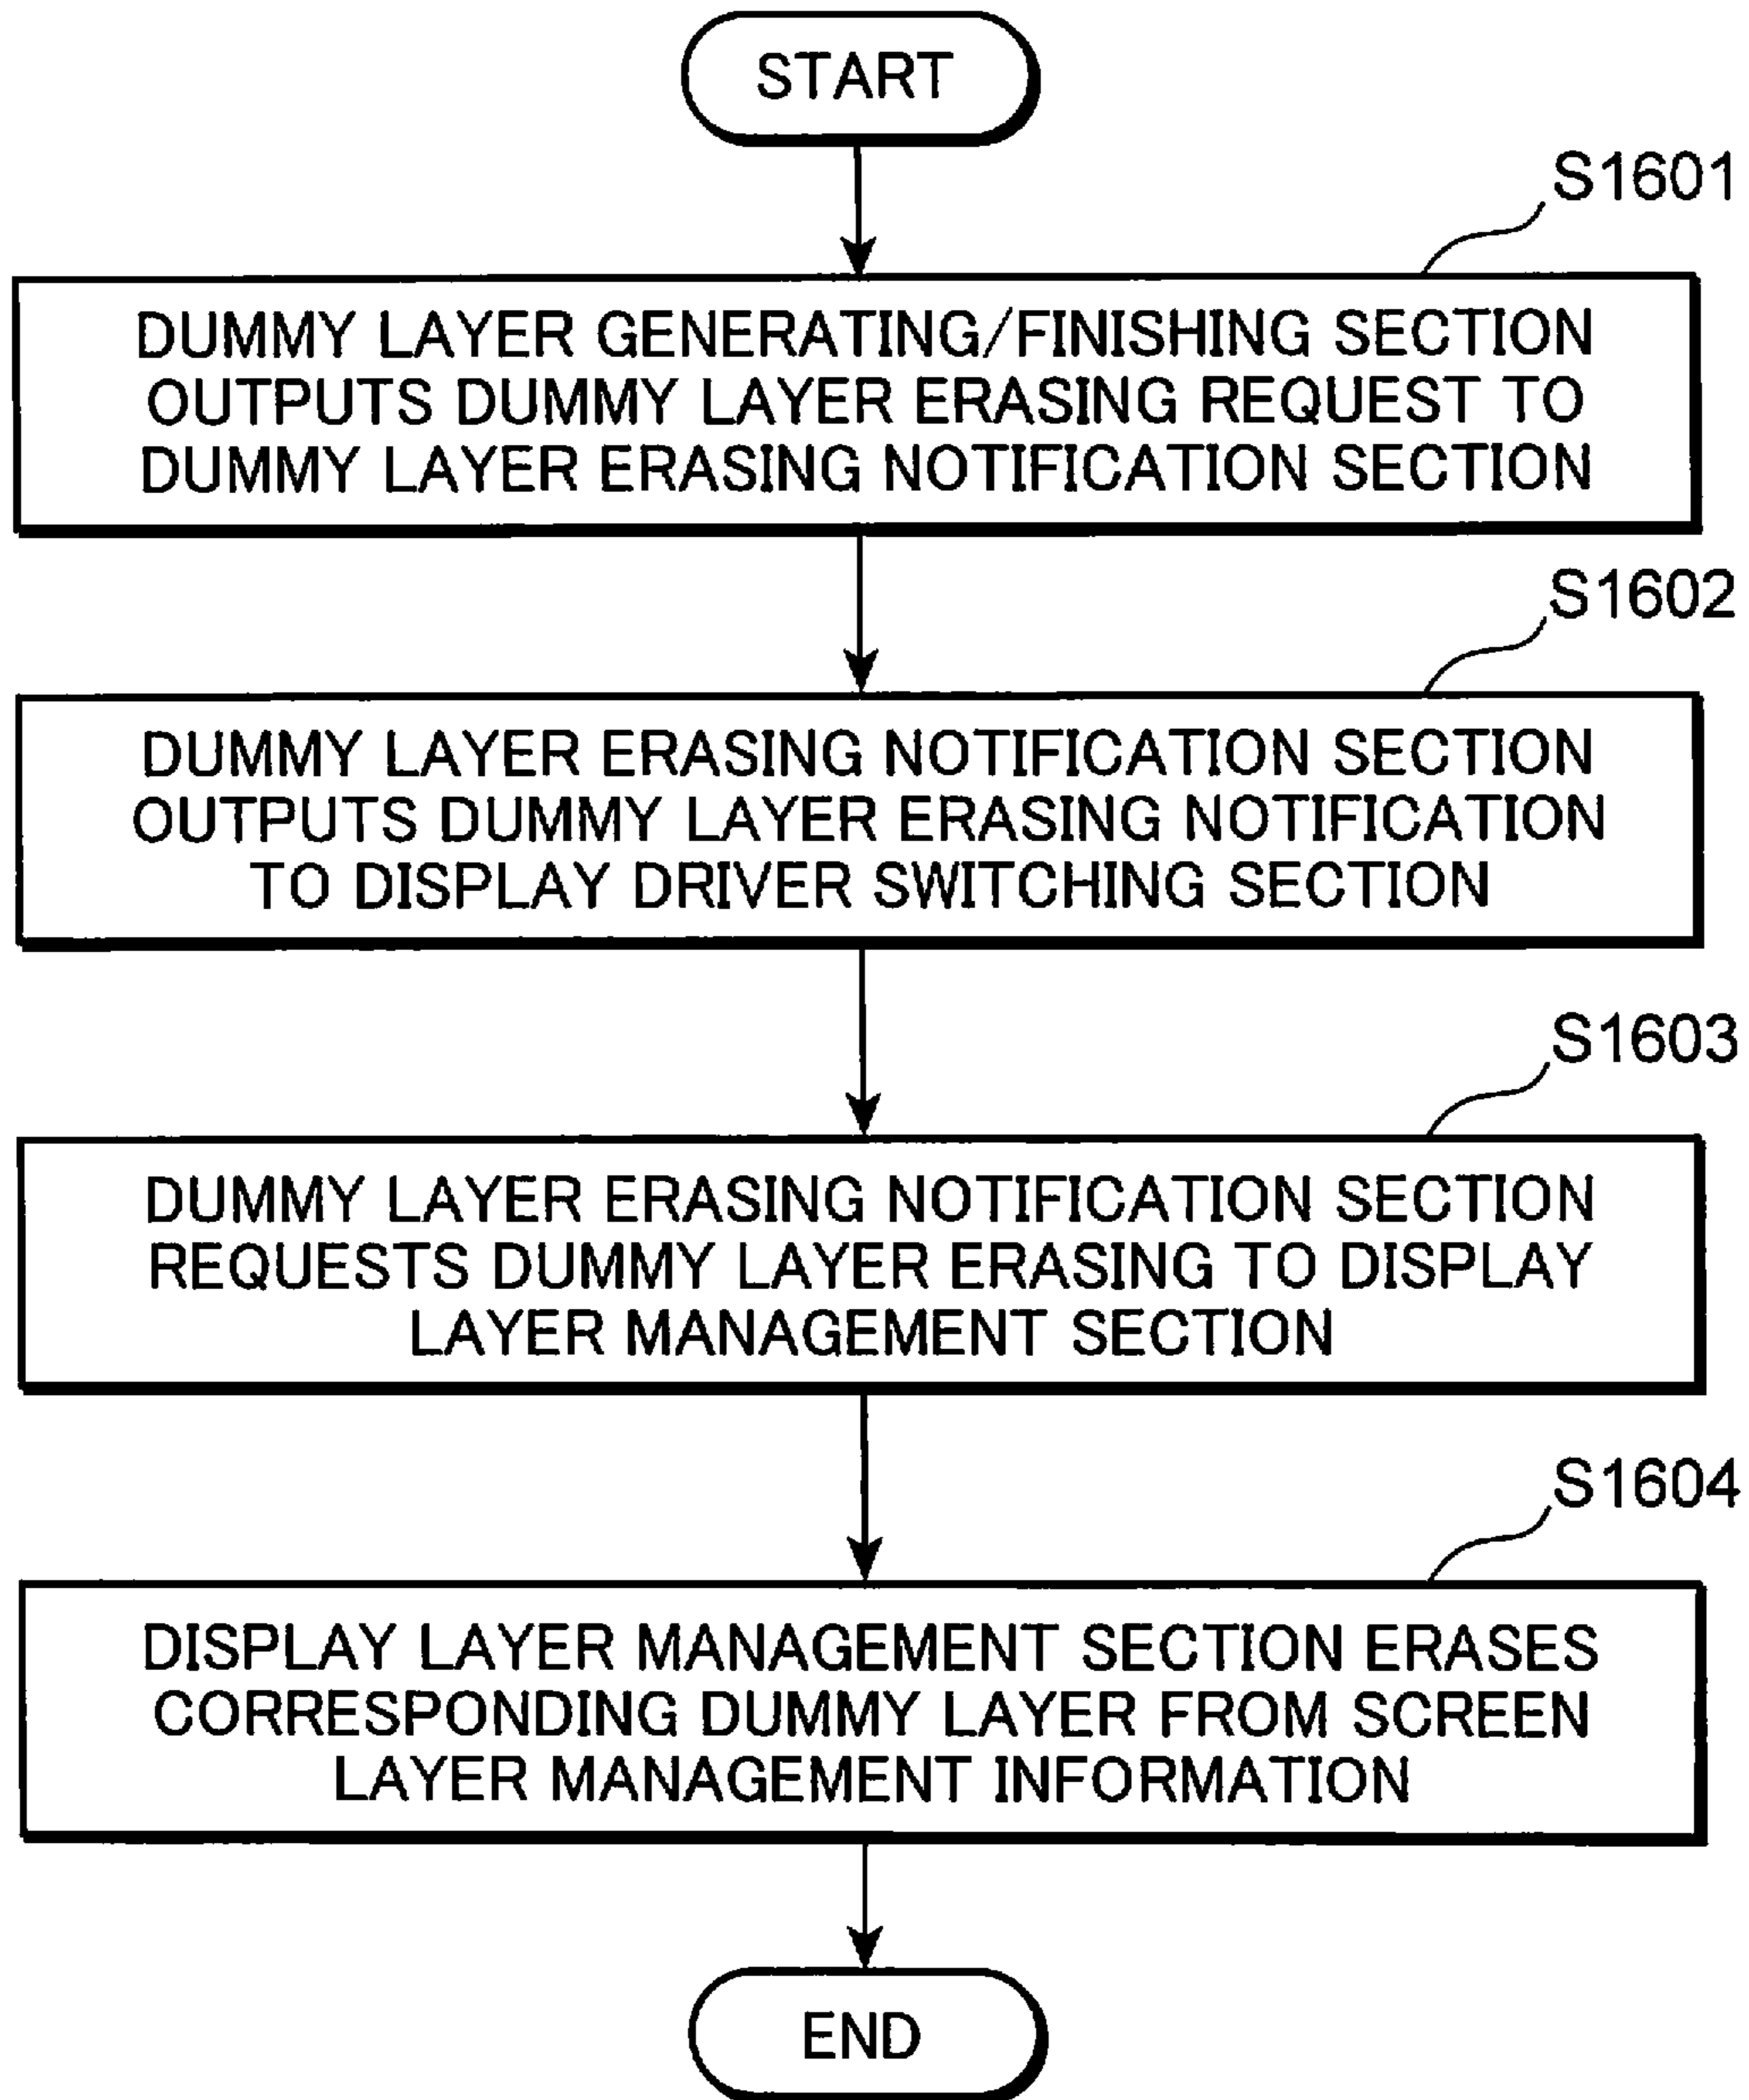 START
S1601
DUMMY LAYER GENERATING/FINISHING SECTION
OUTPUTS DUMMY LAYER ERASING REQUEST TO
DUMMY LAYER ERASING NOTIFICATION SECTION
S1602
DUMMY LAYER ERASING NOTIFICATION SECTION
OUTPUTS DUMMY LAYER ERASING NOTIFICATION
TO DISPLAY DRIVER SWITCHING SECTION
S1603
DUMMY LAYER ERASING NOTIFICATION SECTION
REQUESTS DUMMY LAYER ERASING TO DISPLAY
LAYER MANAGEMENT SECTION
S1604
DISPLAY LAYER MANAGEMENT SECTION ERASES
CORRESPONDING DUMMY LAYER FROM SCREEN
LAYER MANAGEMENT INFORMATION
END